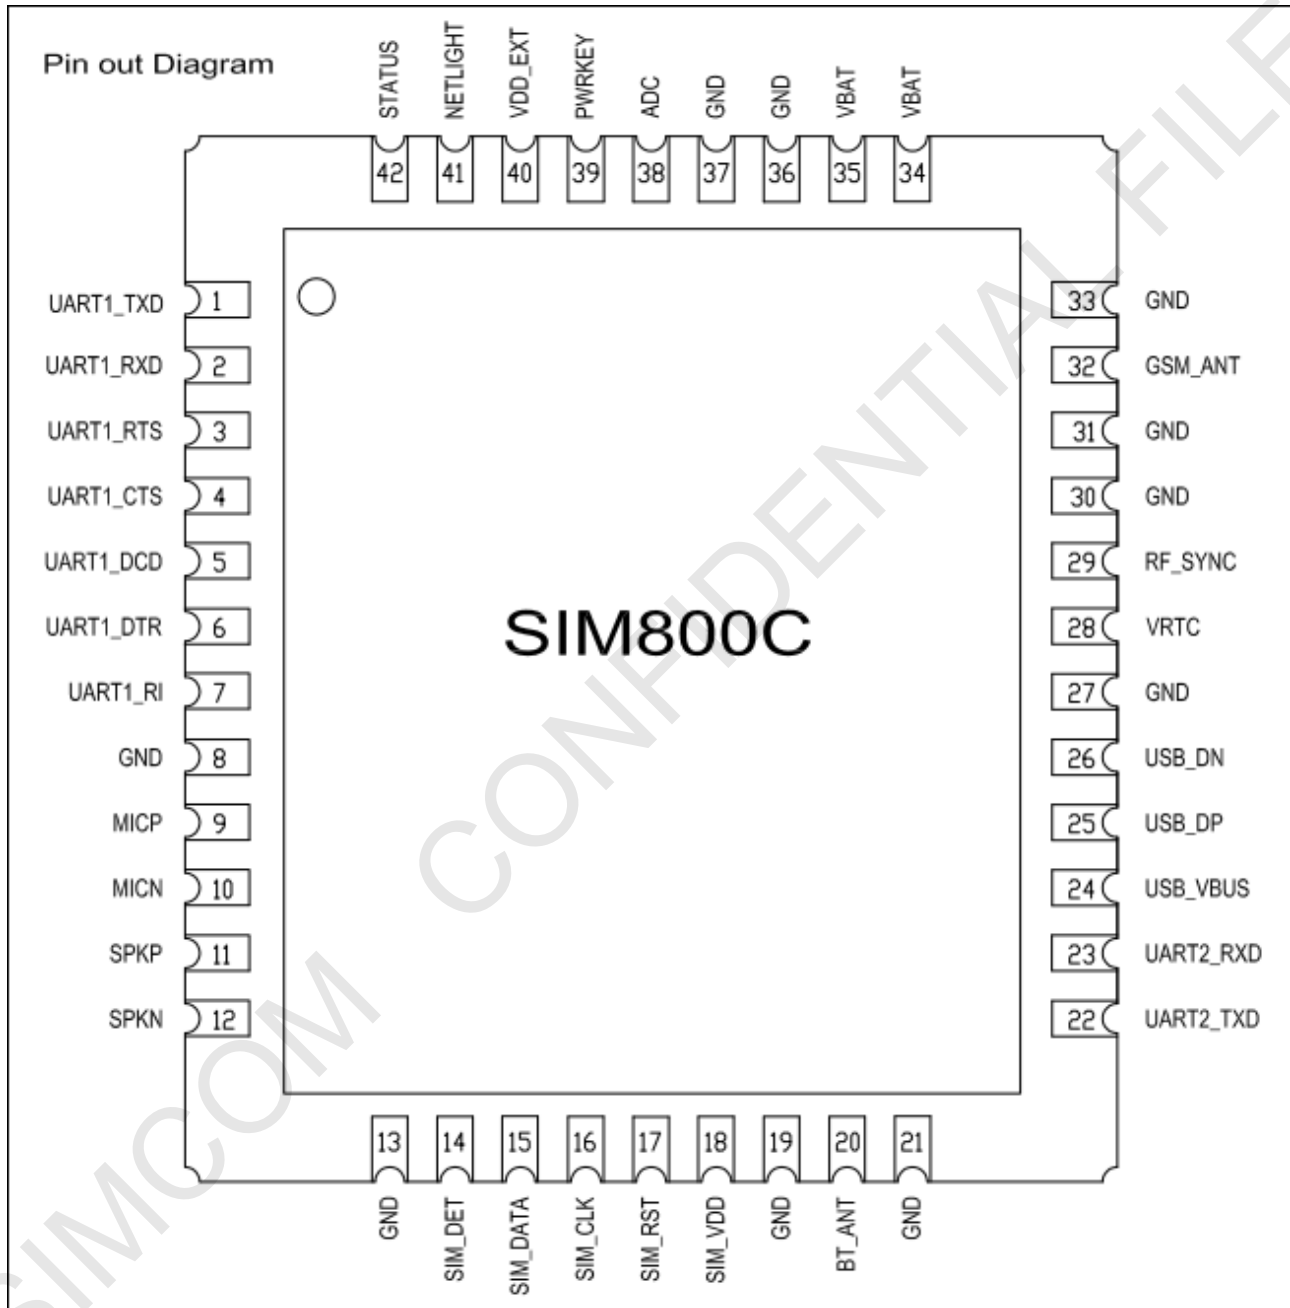 Pin out Diagram
STATUS
NETLIGHT
VDD_EXT
PWRKEY
ADC
GND
GND
VBAT
VBAT
42 41 40 39 38 37 36 35 34
UART1_TXD 1
UART1_RXD 2
UART1_RTS 3
UART1_CTS 4
UART1_DCD 5
UART1_DTR 6
UART1_RI 7
GND 8
MICP 9
MICN 10
SPKP 11
SPKN 12
33 GND
32 GSM_ANT
31 GND
30 GND
29 RF_SYNC
28 VRTC
27 GND
26 USB_DN
25 USB_DP
24 USB_VBUS
23 UART2_RXD
22 UART2_TXD
SIM800C
13 14 15 16 17 18 19 20 21
GND
SIM_DET
SIM_DATA
SIM_CLK
SIM_RST
SIM_VDD
GND
BT_ANT
GND
SIMCOM CONFIDENTIAL FILE